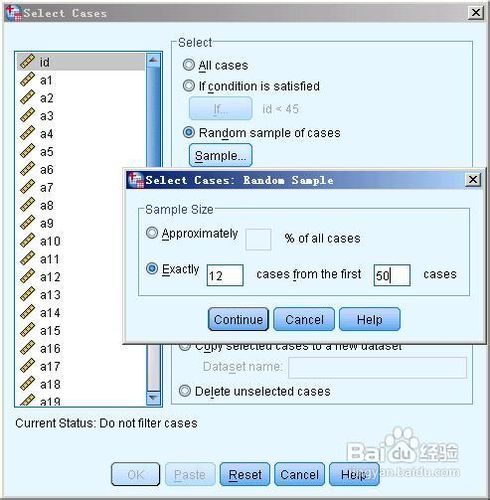 Select Cases
id
a1
a2
a3
a4
a5
a6
a7
a8
a9
a10
a11
a12
a13
a14
a15
a16
a17
a18
a19
Select
All cases
If condition is satisfied
If... id < 45
Random sample of cases
Sample...
Select Cases: Random Sample
Sample Size
Approximately % of all cases
Exactly 12 cases from the first 50 cases
Continue Cancel Help
Copy selected cases to a new dataset
Dataset name:
Delete unselected cases
Current Status: Do not filter cases
OK Paste Reset Cancel Help
Baidu 经验
jingyan.baidu.com